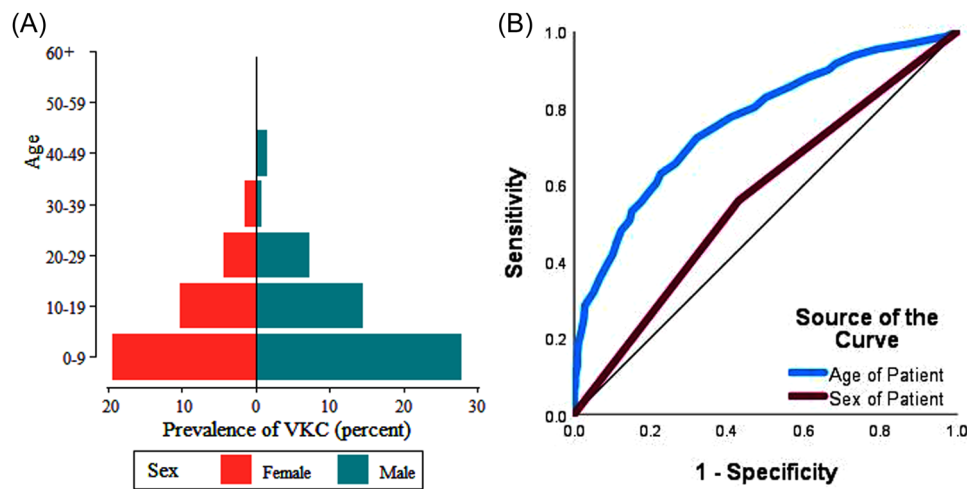 (A)
60+
50-59
40-49
30-39
20-29
10-19
0-9
Age
20 10 0 10 20 30
Prevalence of VKC (percent)
Sex Female Male
(B)
1.0
0.8
0.6
0.4
0.2
0.0
Sensitivity
Source of the
Curve
Age of Patient
Sex of Patient
0.0 0.2 0.4 0.6 0.8 1.0
1 - Specificity